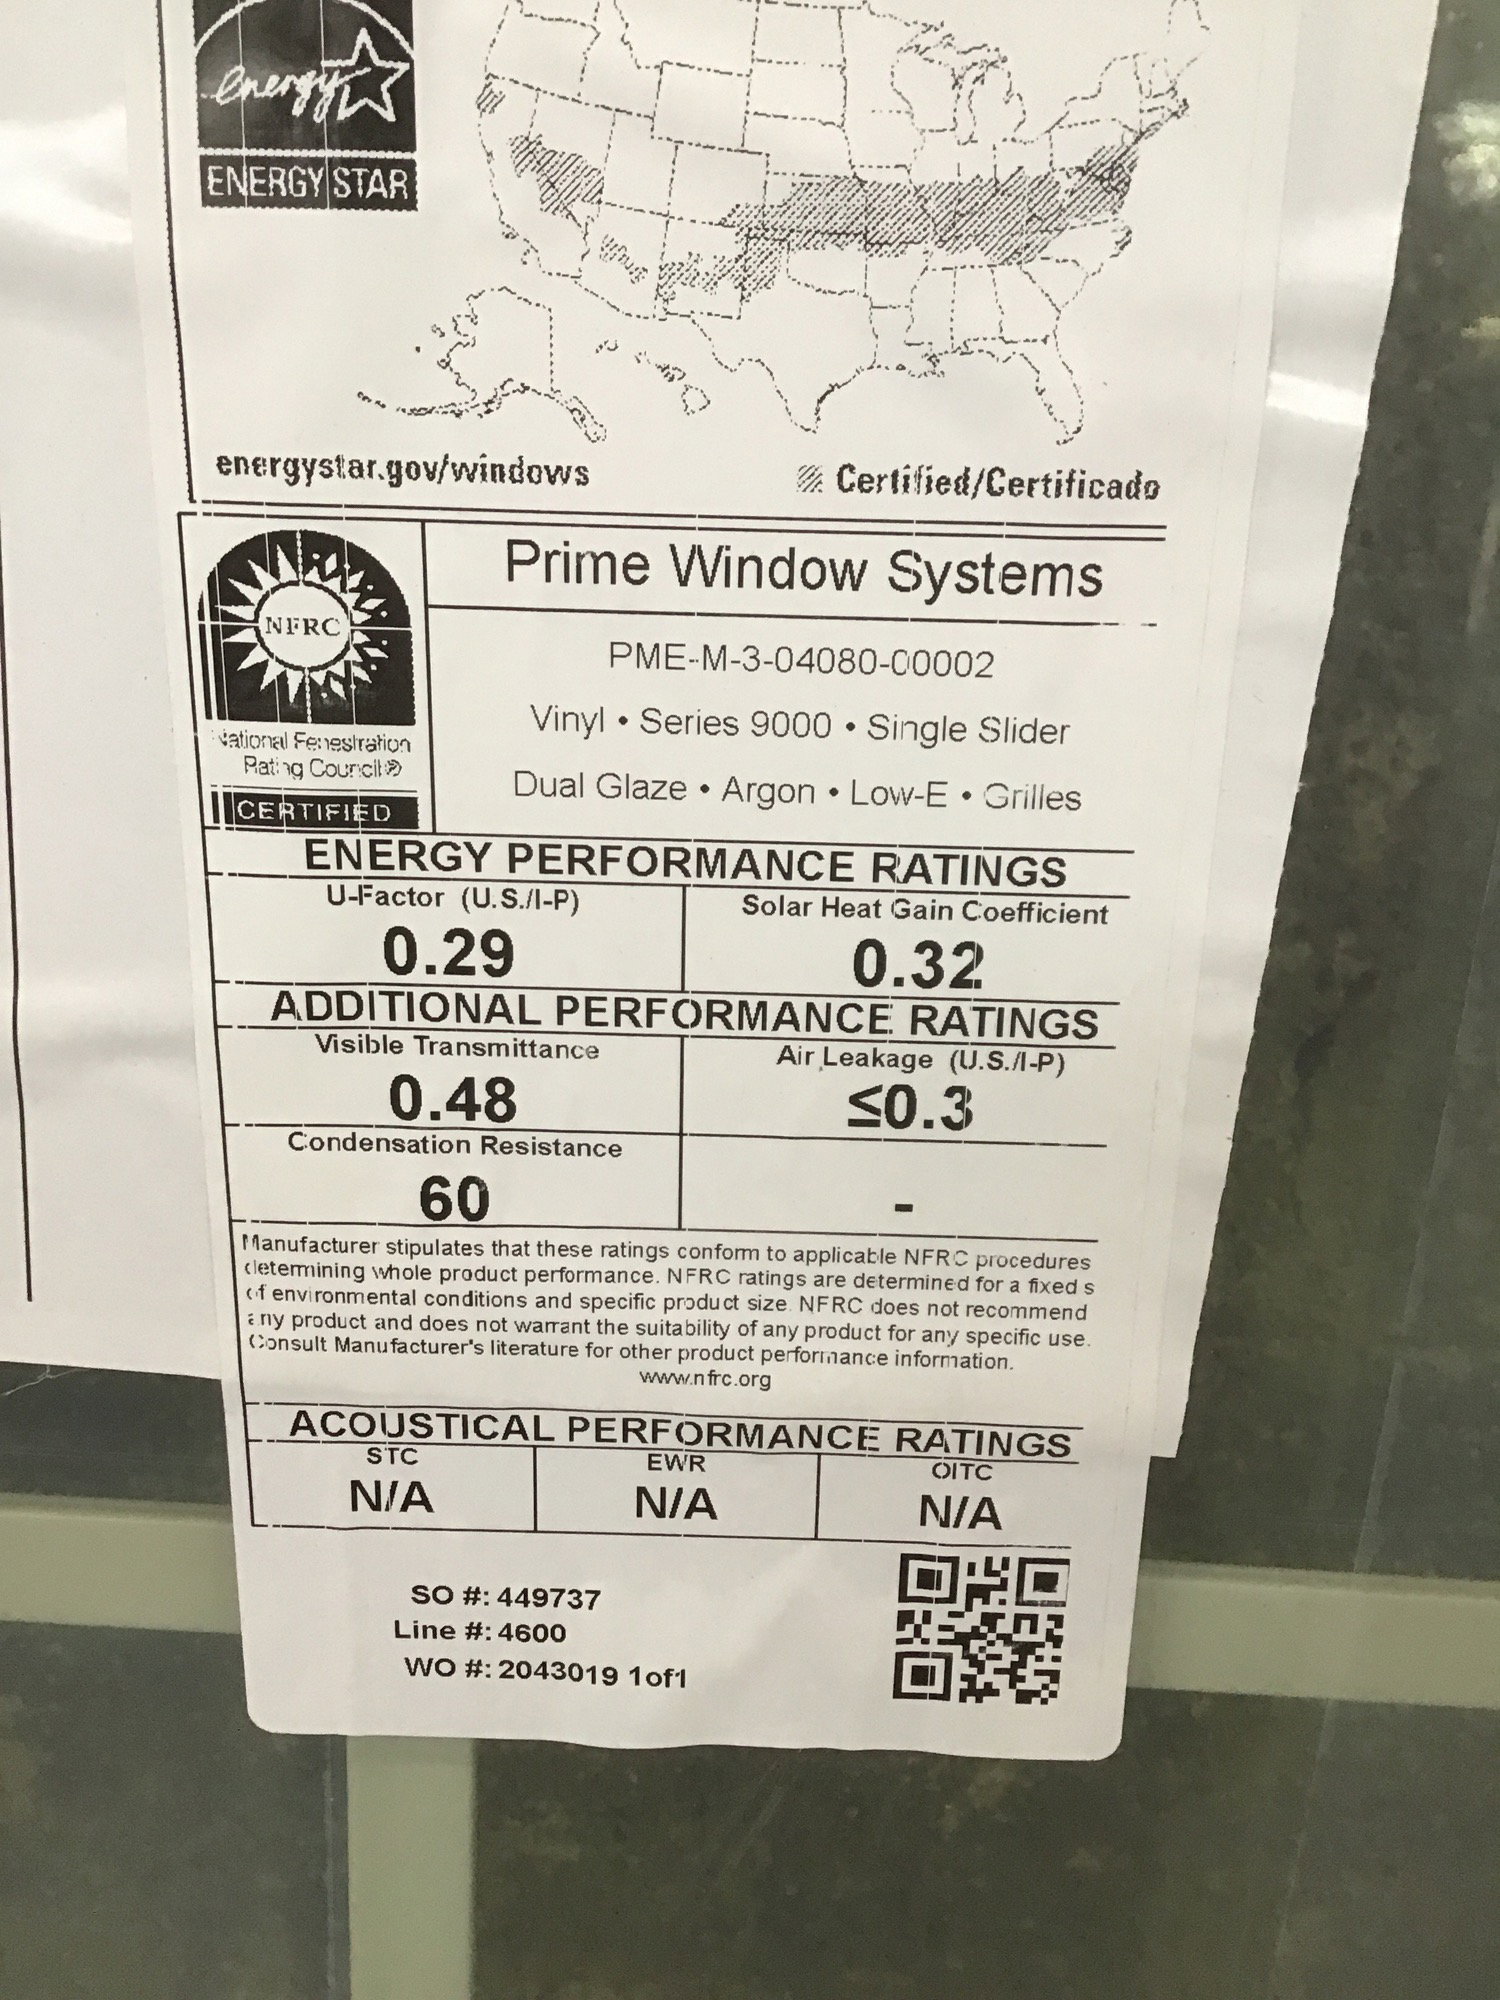 energy
ENERGY STAR
energystar.gov/windows
Certified/Certificado
NFRC
National Fenestration
Rating Council®
CERTIFIED
Prime Window Systems
PME-M-3-04080-00002
Vinyl • Series 9000 • Single Slider
Dual Glaze • Argon • Low-E • Grilles
ENERGY PERFORMANCE RATINGS
U-Factor (U.S./I-P)
0.29
Solar Heat Gain Coefficient
0.32
ADDITIONAL PERFORMANCE RATINGS
Visible Transmittance
0.48
Air Leakage (U.S./I-P)
≤0.3
Condensation Resistance
60
-
Manufacturer stipulates that these ratings conform to applicable NFRC procedures
determining whole product performance. NFRC ratings are determined for a fixed s
of environmental conditions and specific product size. NFRC does not recommend
any product and does not warrant the suitability of any product for any specific use.
Consult Manufacturer's literature for other product performance information.
www.nfrc.org
ACOUSTICAL PERFORMANCE RATINGS
STC
N/A
EWR
N/A
OITC
N/A
SO #: 449737
Line #: 4600
WO #: 2043019 1of1